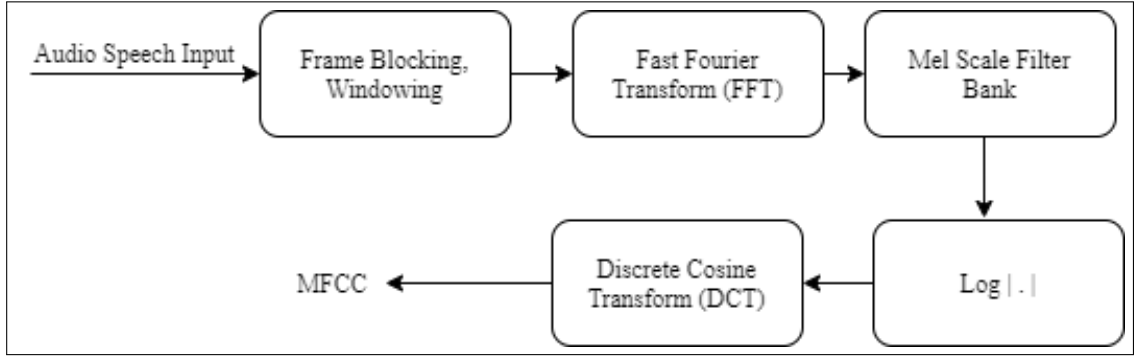 Audio Speech Input
Frame Blocking,
Windowing
Fast Fourier
Transform (FFT)
Mel Scale Filter
Bank
Log | . |
Discrete Cosine
Transform (DCT)
MFCC